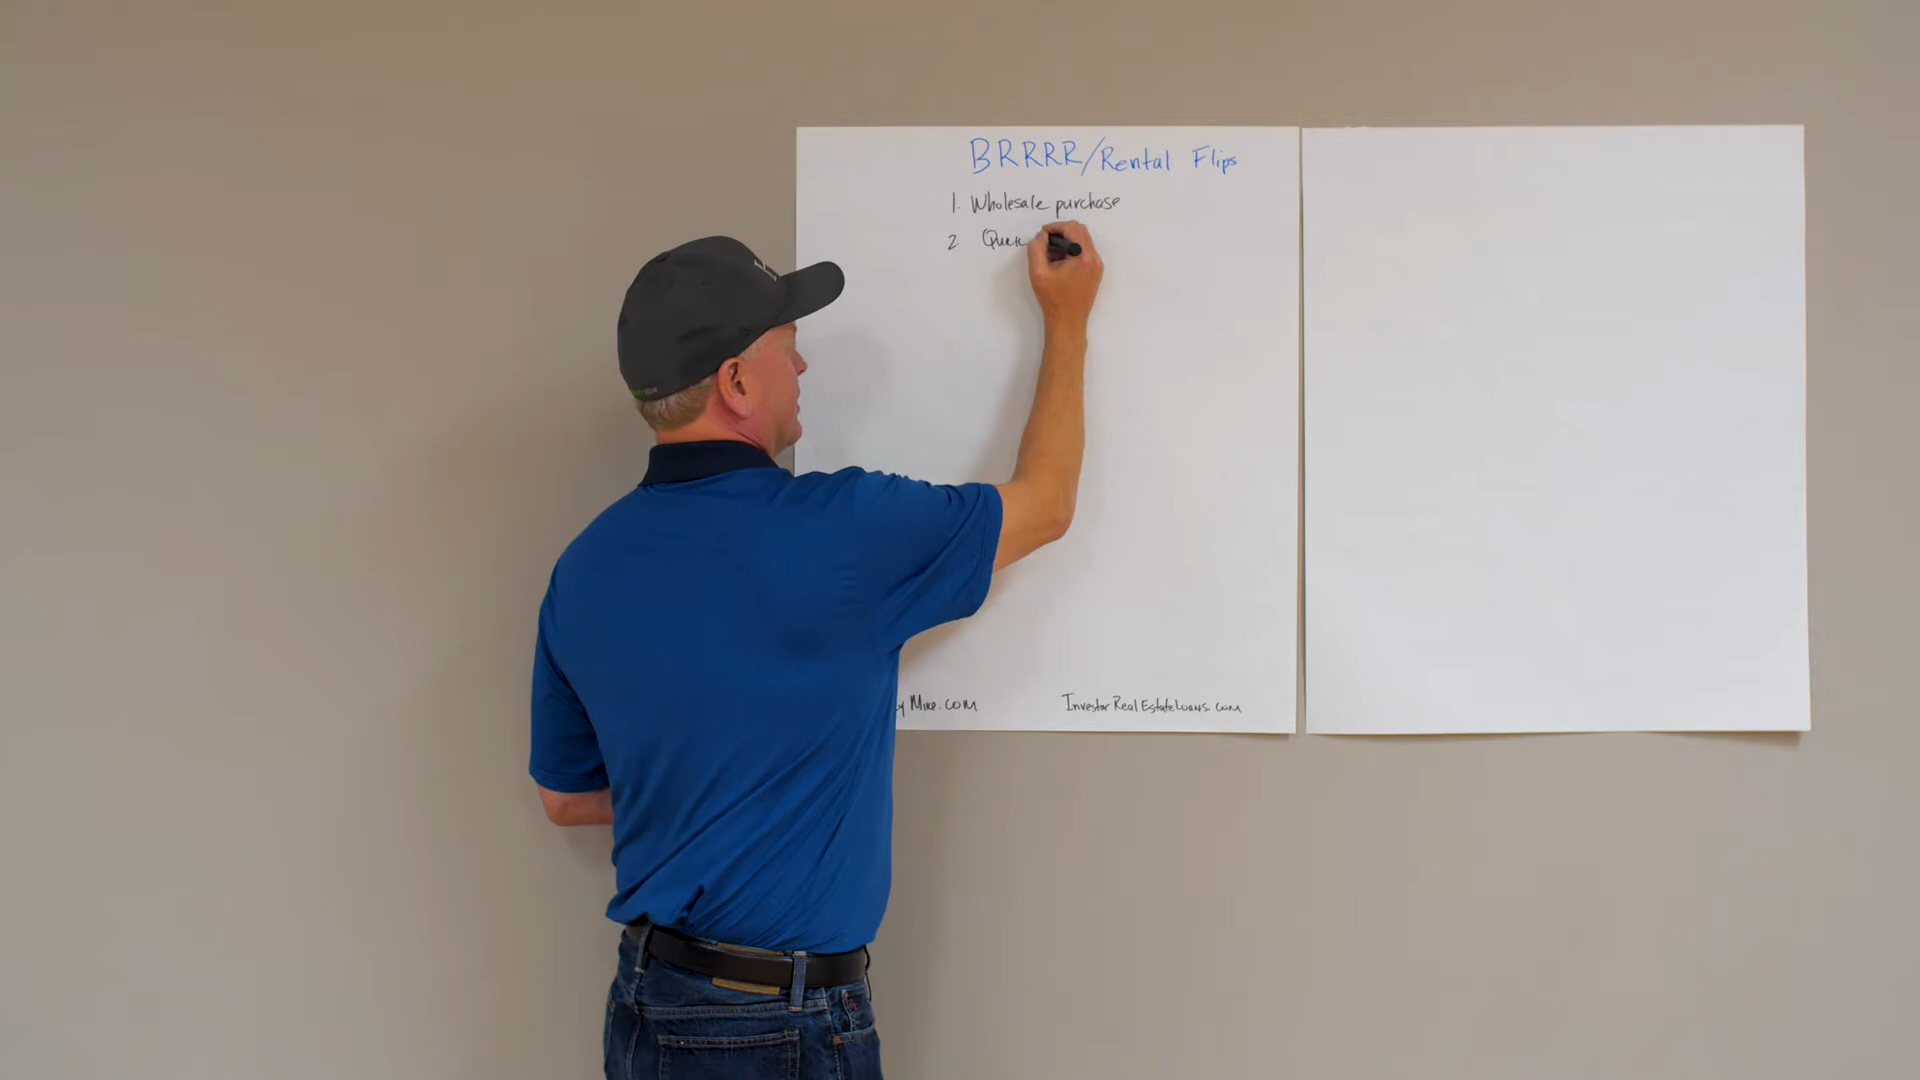 BRRRR/Rental Flips
1. Wholesale purchase
2.
Mike.com InvestorRealEstateLoans.com